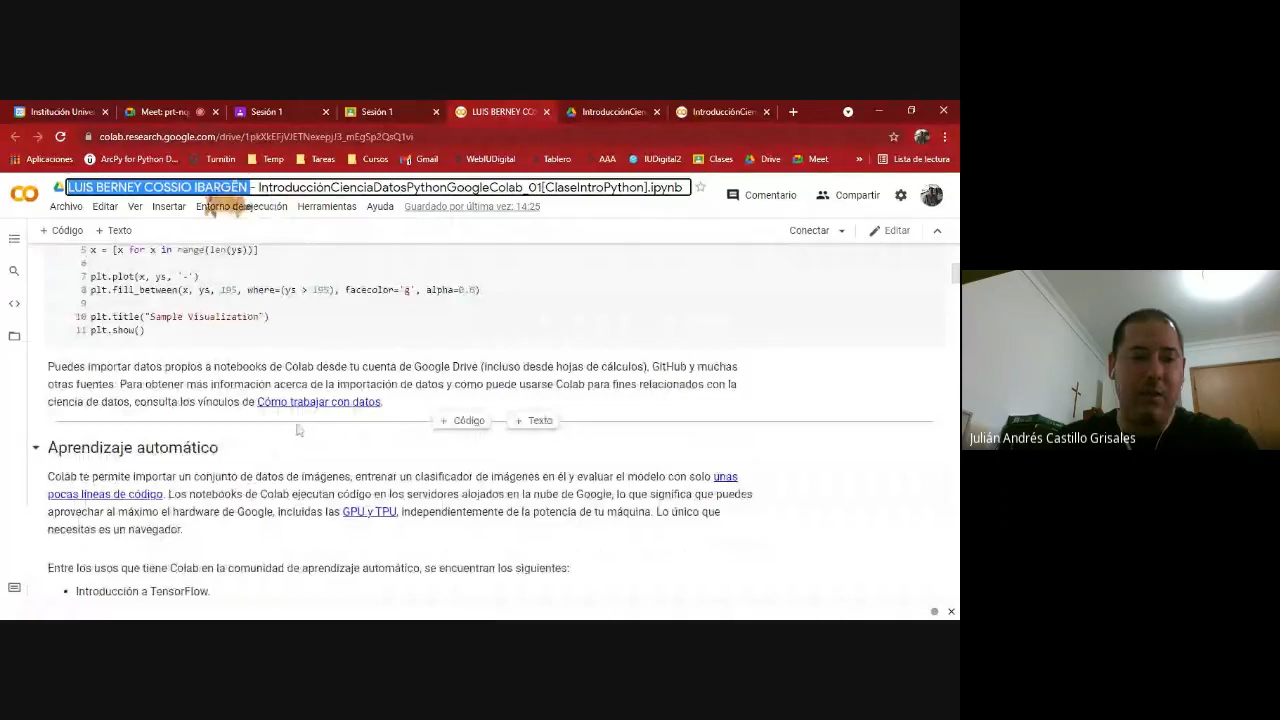 Institución Univer
Meet: prt-nq
Sesión 1
Sesión 1
LUIS BERNEY COS
IntroducciónCien
IntroducciónCien
colab.research.google.com/drive/1pkXkEFjVJETNexepjJ3_mEgSp2QsQ1vi
Aplicaciones
ArcPy for Python D...
Turnitin
Temp
Tareas
Cursos
Gmail
WebIUDigital
Tablero
AAA
IUDigital2
Clases
Drive
Meet
»
Lista de lectura
LUIS BERNEY COSSIO IBARGÉN - IntroducciónCienciaDatosPythonGoogleColab_01[ClaseIntroPython].ipynb
Comentario
Compartir
Archivo Editar Ver Insertar Entorno de ejecución Herramientas Ayuda Guardado por última vez: 14:25
+ Código + Texto
Conectar
Editar
5 x = [x for x in range(len(ys))]
6
7 plt.plot(x, ys, '-')
8 plt.fill_between(x, ys, 195, where=(ys > 195), facecolor='g', alpha=0.6)
9
10 plt.title("Sample Visualization")
11 plt.show()
Puedes importar datos propios a notebooks de Colab desde tu cuenta de Google Drive (incluso desde hojas de cálculos), GitHub y muchas
otras fuentes. Para obtener más información acerca de la importación de datos y cómo puede usarse Colab para fines relacionados con la
ciencia de datos, consulta los vínculos de Cómo trabajar con datos.
+ Código + Texto
Aprendizaje automático
Colab te permite importar un conjunto de datos de imágenes, entrenar un clasificador de imágenes en él y evaluar el modelo con solo unas
pocas líneas de código. Los notebooks de Colab ejecutan código en los servidores alojados en la nube de Google, lo que significa que puedes
aprovechar al máximo el hardware de Google, incluidas las GPU y TPU, independientemente de la potencia de tu máquina. Lo único que
necesitas es un navegador.
Entre los usos que tiene Colab en la comunidad de aprendizaje automático, se encuentran los siguientes:
• Introducción a TensorFlow.
Julián Andrés Castillo Grisales